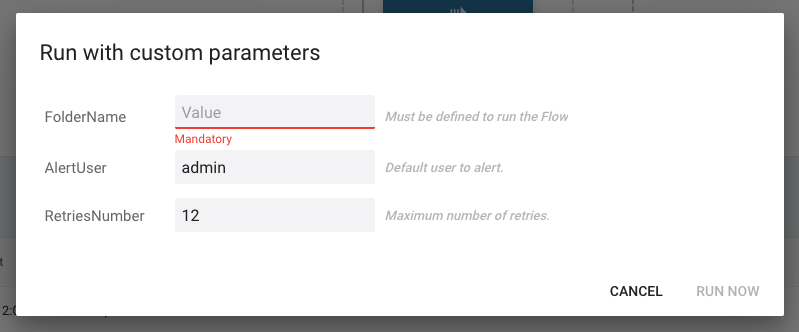 Run with custom parameters
FolderName Value Must be defined to run the Flow
Mandatory
AlertUser admin Default user to alert.
RetriesNumber 12 Maximum number of retries.
CANCEL RUN NOW